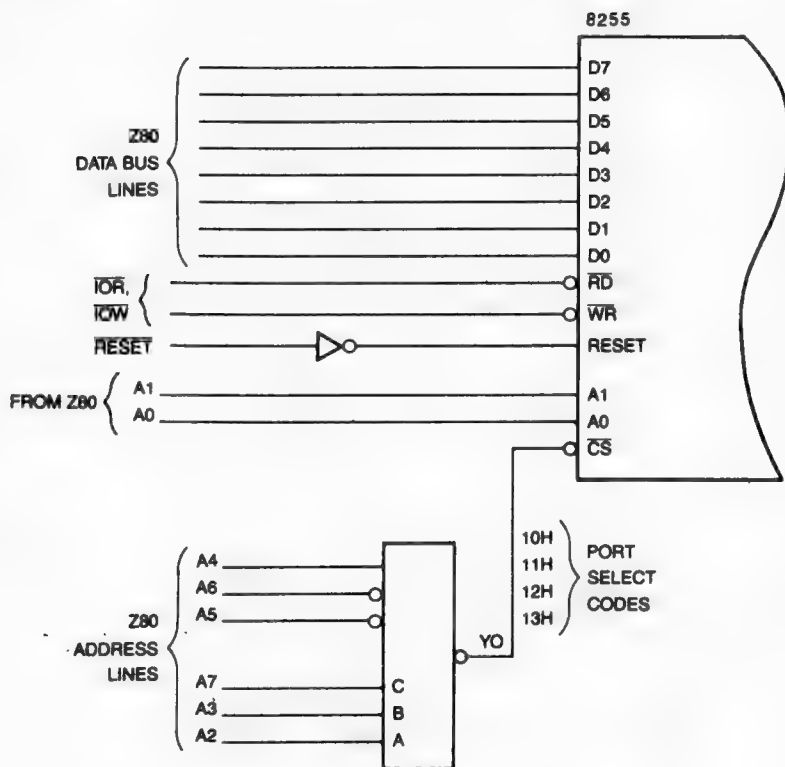 8255
Z80
DATA BUS
LINES
D7
D6
D5
D4
D3
D2
D1
D0
IOR,
IOW
RD
WR
RESET
RESET
FROM Z80
A1
A0
A1
A0
CS
Z80
ADDRESS
LINES
A4
A6
A5
A7
A3
A2
C
B
A
YO
10H
11H
12H
13H
PORT
SELECT
CODES